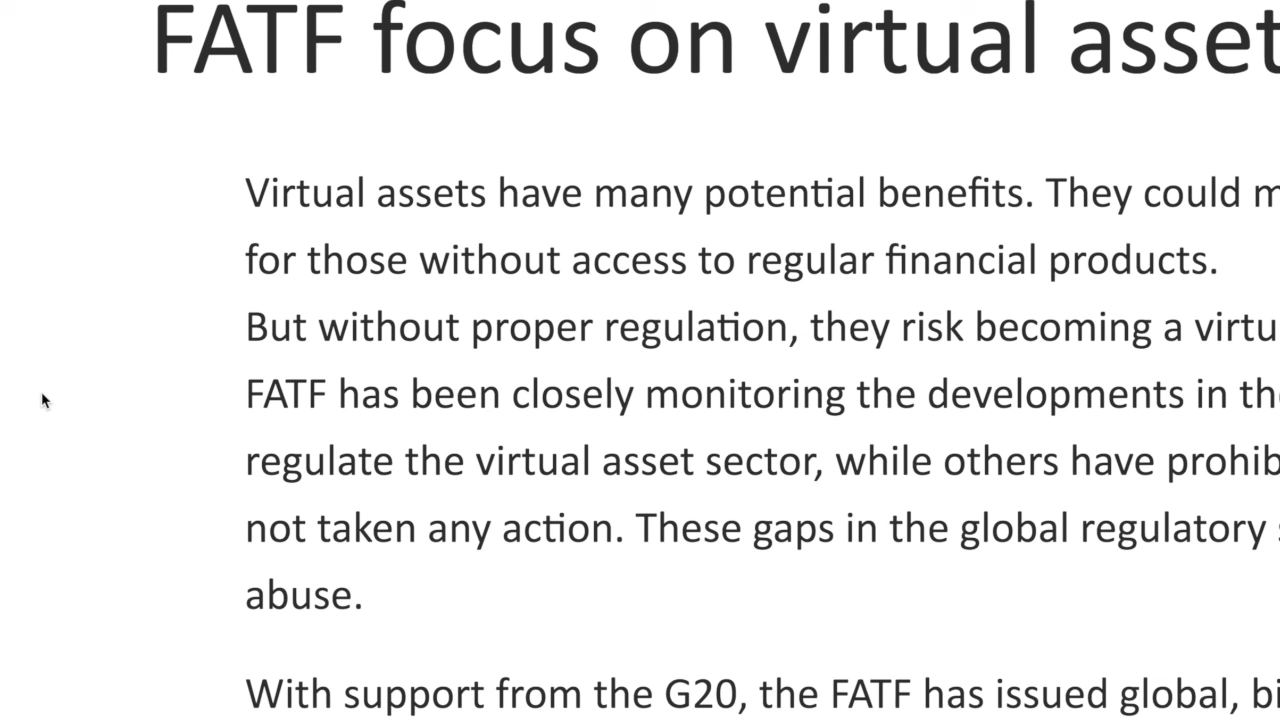 FATF focus on virtual asset
Virtual assets have many potential benefits. They could
for those without access to regular financial products.
But without proper regulation, they risk becoming a
FATF has been closely monitoring the developments in
regulate the virtual asset sector, while others have
not taken any action. These gaps in the global regulatory
abuse.
With support from the G20, the FATF has issued global,